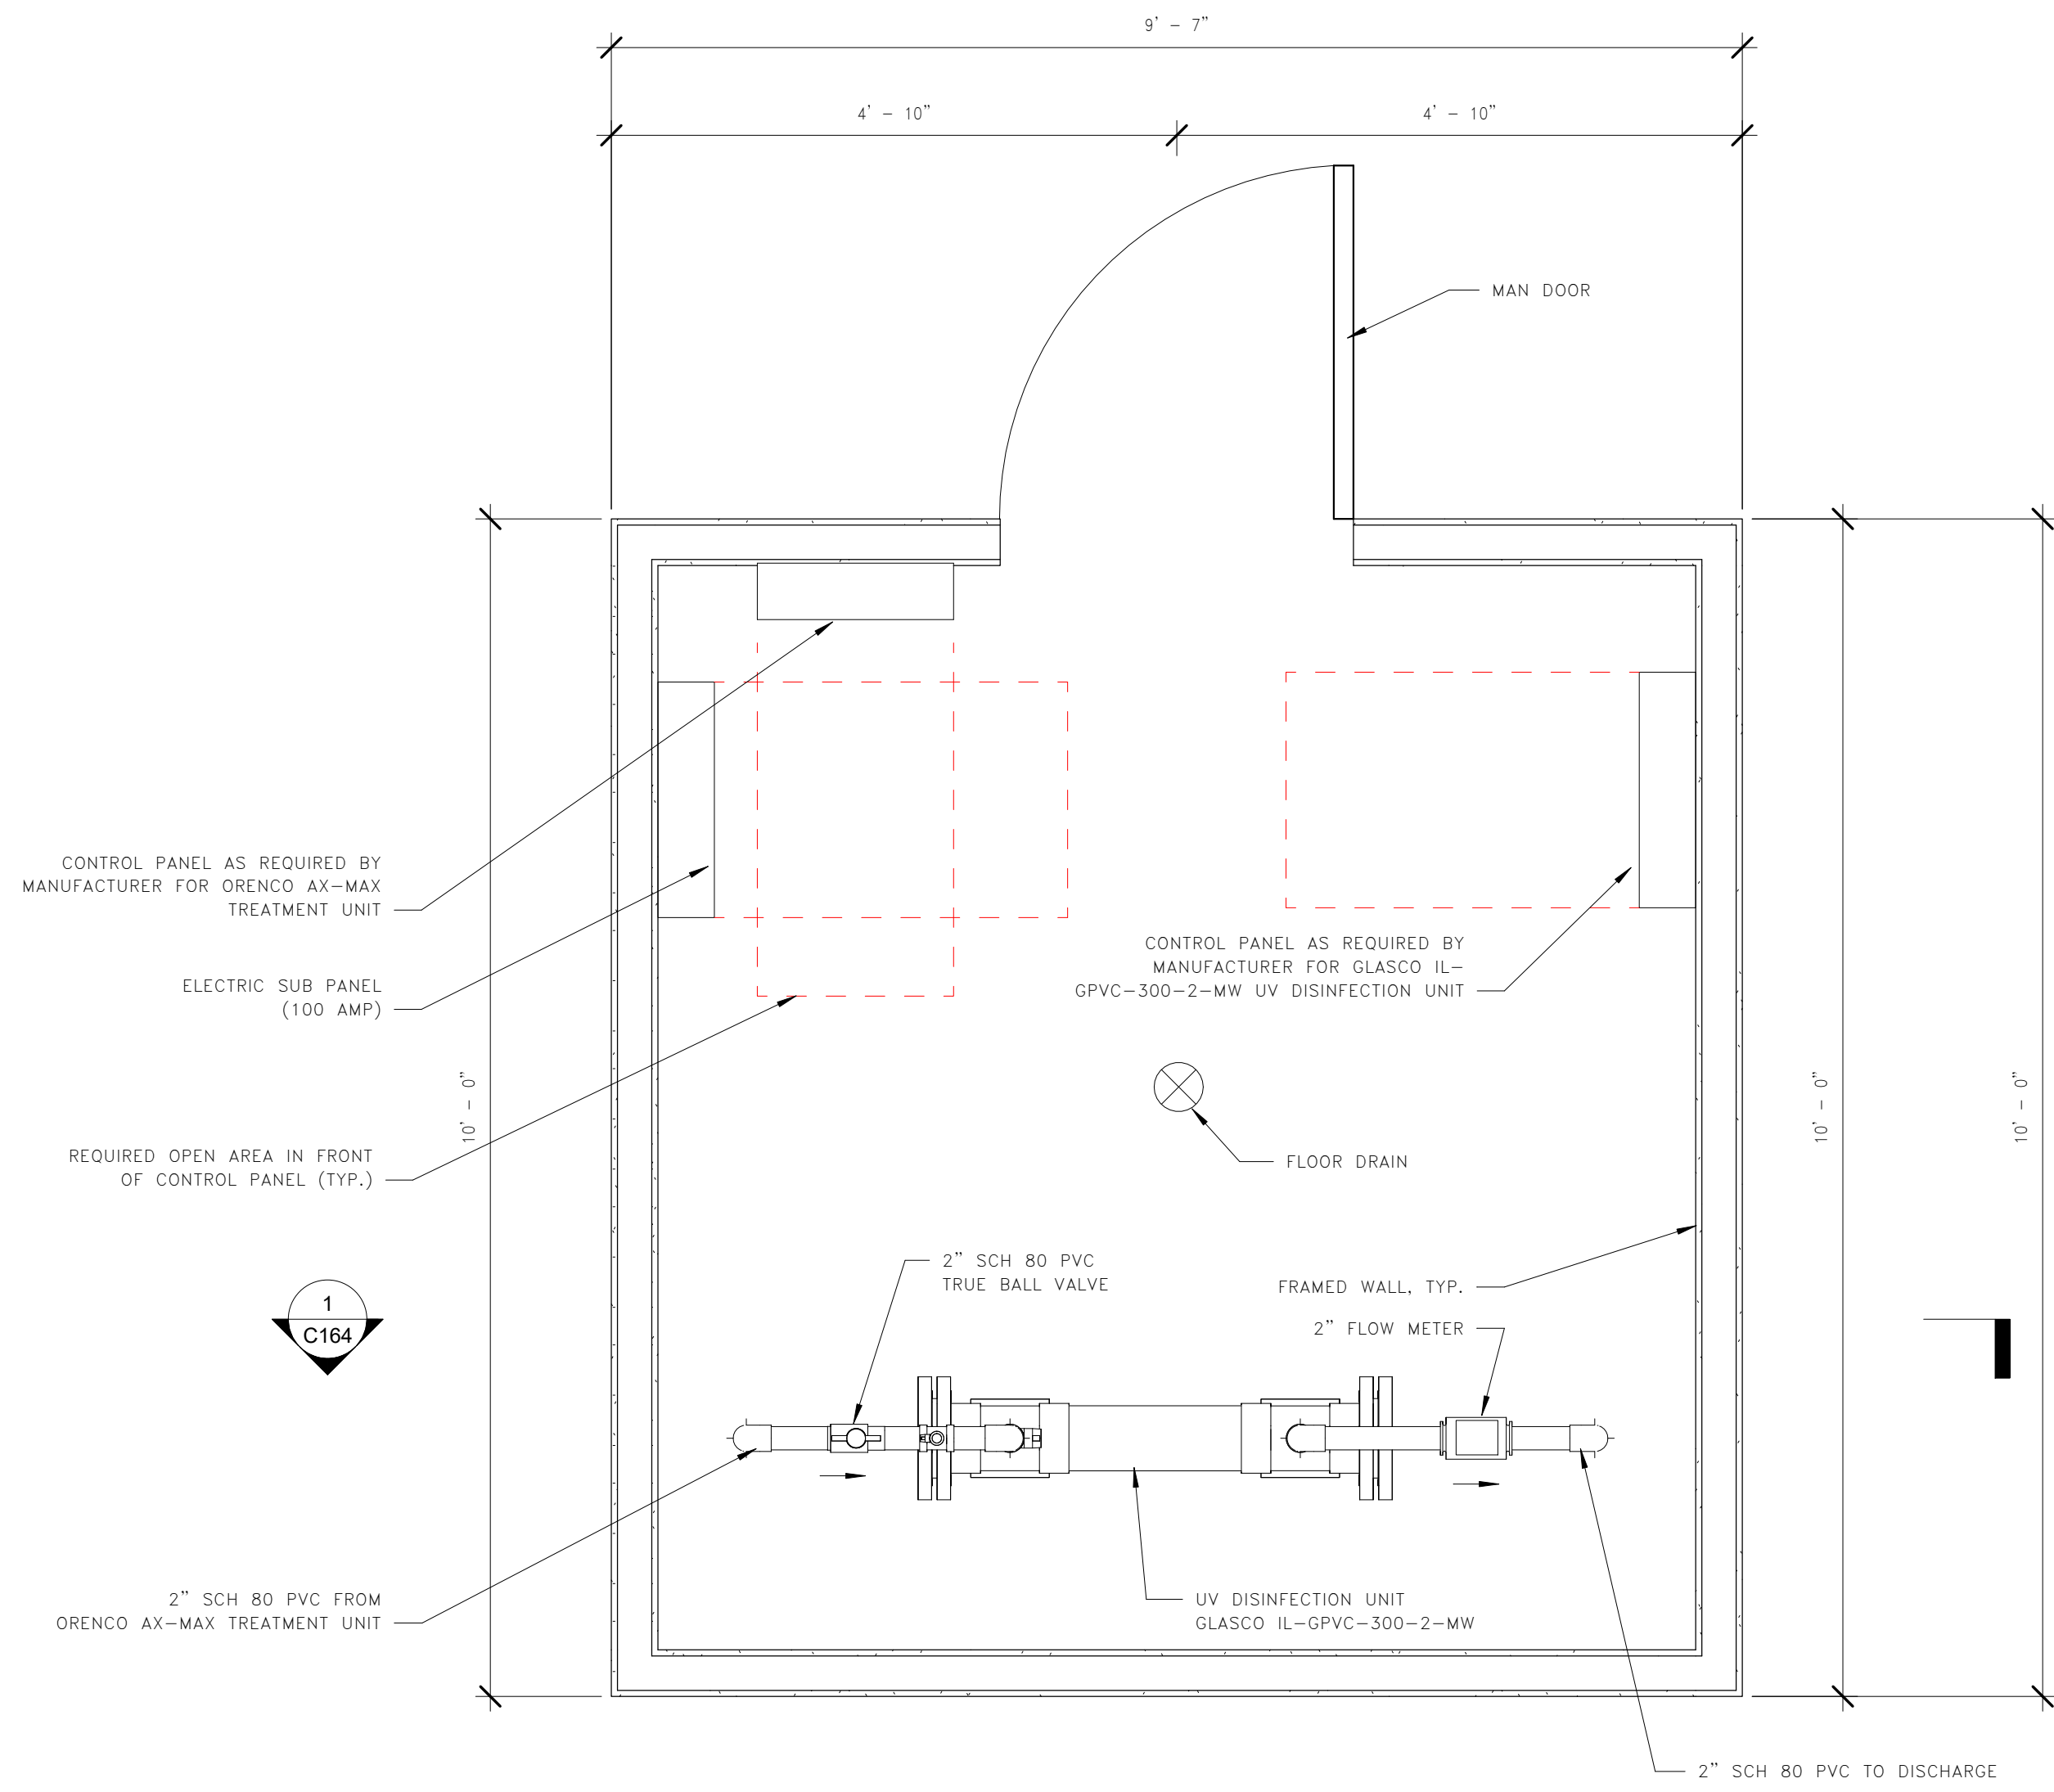 9' - 7"
4' - 10"
4' - 10"
MAN DOOR
CONTROL PANEL AS REQUIRED BY
MANUFACTURER FOR ORENCO AX-MAX
TREATMENT UNIT
ELECTRIC SUB PANEL
(100 AMP)
CONTROL PANEL AS REQUIRED BY
MANUFACTURER FOR GLASCO IL-
GPVC-300-2-MW UV DISINFECTION UNIT
10' - 0"
10' - 0"
10' - 0"
REQUIRED OPEN AREA IN FRONT
OF CONTROL PANEL (TYP.)
FLOOR DRAIN
2" SCH 80 PVC
TRUE BALL VALVE
FRAMED WALL, TYP.
2" FLOW METER
1
C164
2" SCH 80 PVC FROM
ORENCO AX-MAX TREATMENT UNIT
UV DISINFECTION UNIT
GLASCO IL-GPVC-300-2-MW
2" SCH 80 PVC TO DISCHARGE